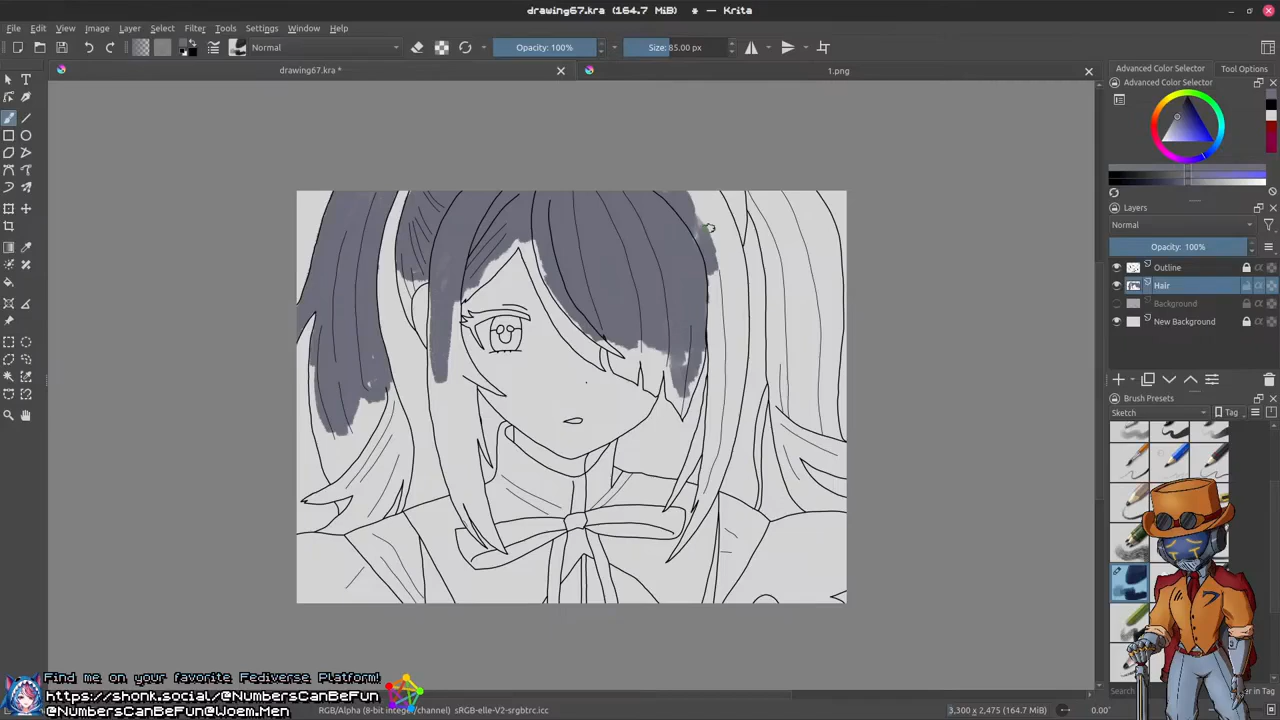 drawing67.kra (164.7 MiB) * — Krita
File Edit View Image Layer Select Filter Tools Settings Window Help
Normal
Opacity: 100%
Size: 85.00 px
drawing67.kra *
1.png
Advanced Color Selector
Tool Options
Advanced Color Selector
Layers
Normal
Opacity: 100%
Outline
Hair
Background
New Background
Brush Presets
Sketch
Tag
Search
Find me on your favorite Fediverse Platform!
https://shonk.social/@NumbersCanBeFun
@NumbersCanBeFun@Woem.Men
RGB/Alpha (8-bit integer/channel) sRGB-elle-V2-srgbtrc.icc
3,300 x 2,475 (164.7 MiB)
0.00°